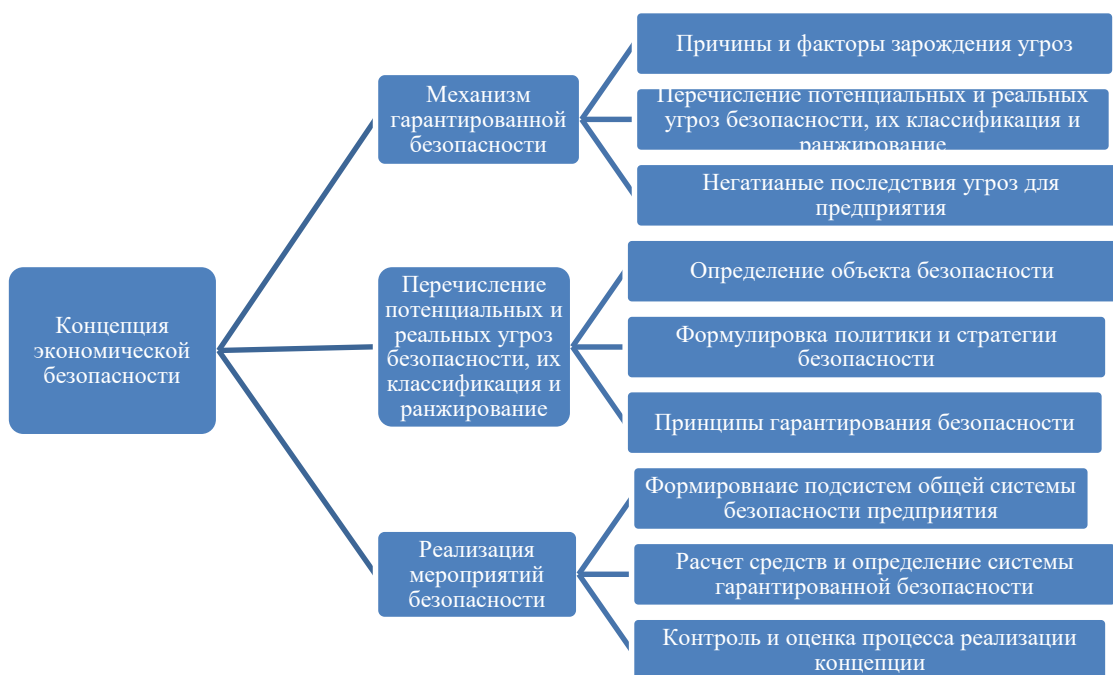 Концепция
экономической
безопасности
Механизм
гарантированной
безопасности
Причины и факторы зарождения угроз
Перечисление потенциальных и реальных
угроз безопасности, их классификация и
ранжирование
Негатианые последствия угроз для
предприятия
Перечисление
потенциальных и
реальных угроз
безопасности, их
классификация и
ранжирование
Определение объекта безопасности
Формулировка политики и стратегии
безопасности
Принципы гарантирования безопасности
Реализация
мероприятий
безопасности
Формировнаие подсистем общей системы
безопасности предприятия
Расчет средств и определение системы
гарантированной безопасности
Контроль и оценка процесса реализации
концепции